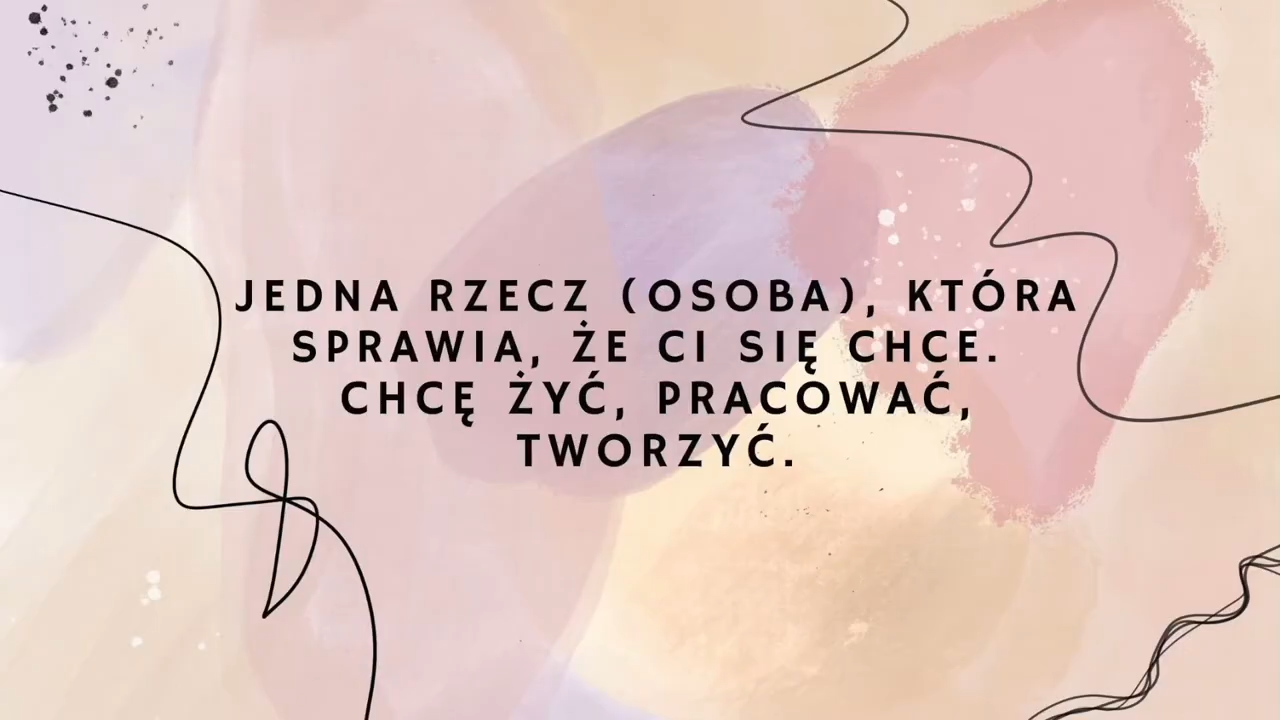 JEDNA RZECZ (OSOBA), KTÓRA
SPRAWIA, ŻE CI SIĘ CHCE.
CHCĘ ŻYĆ, PRACOWAĆ,
TWORZYĆ.